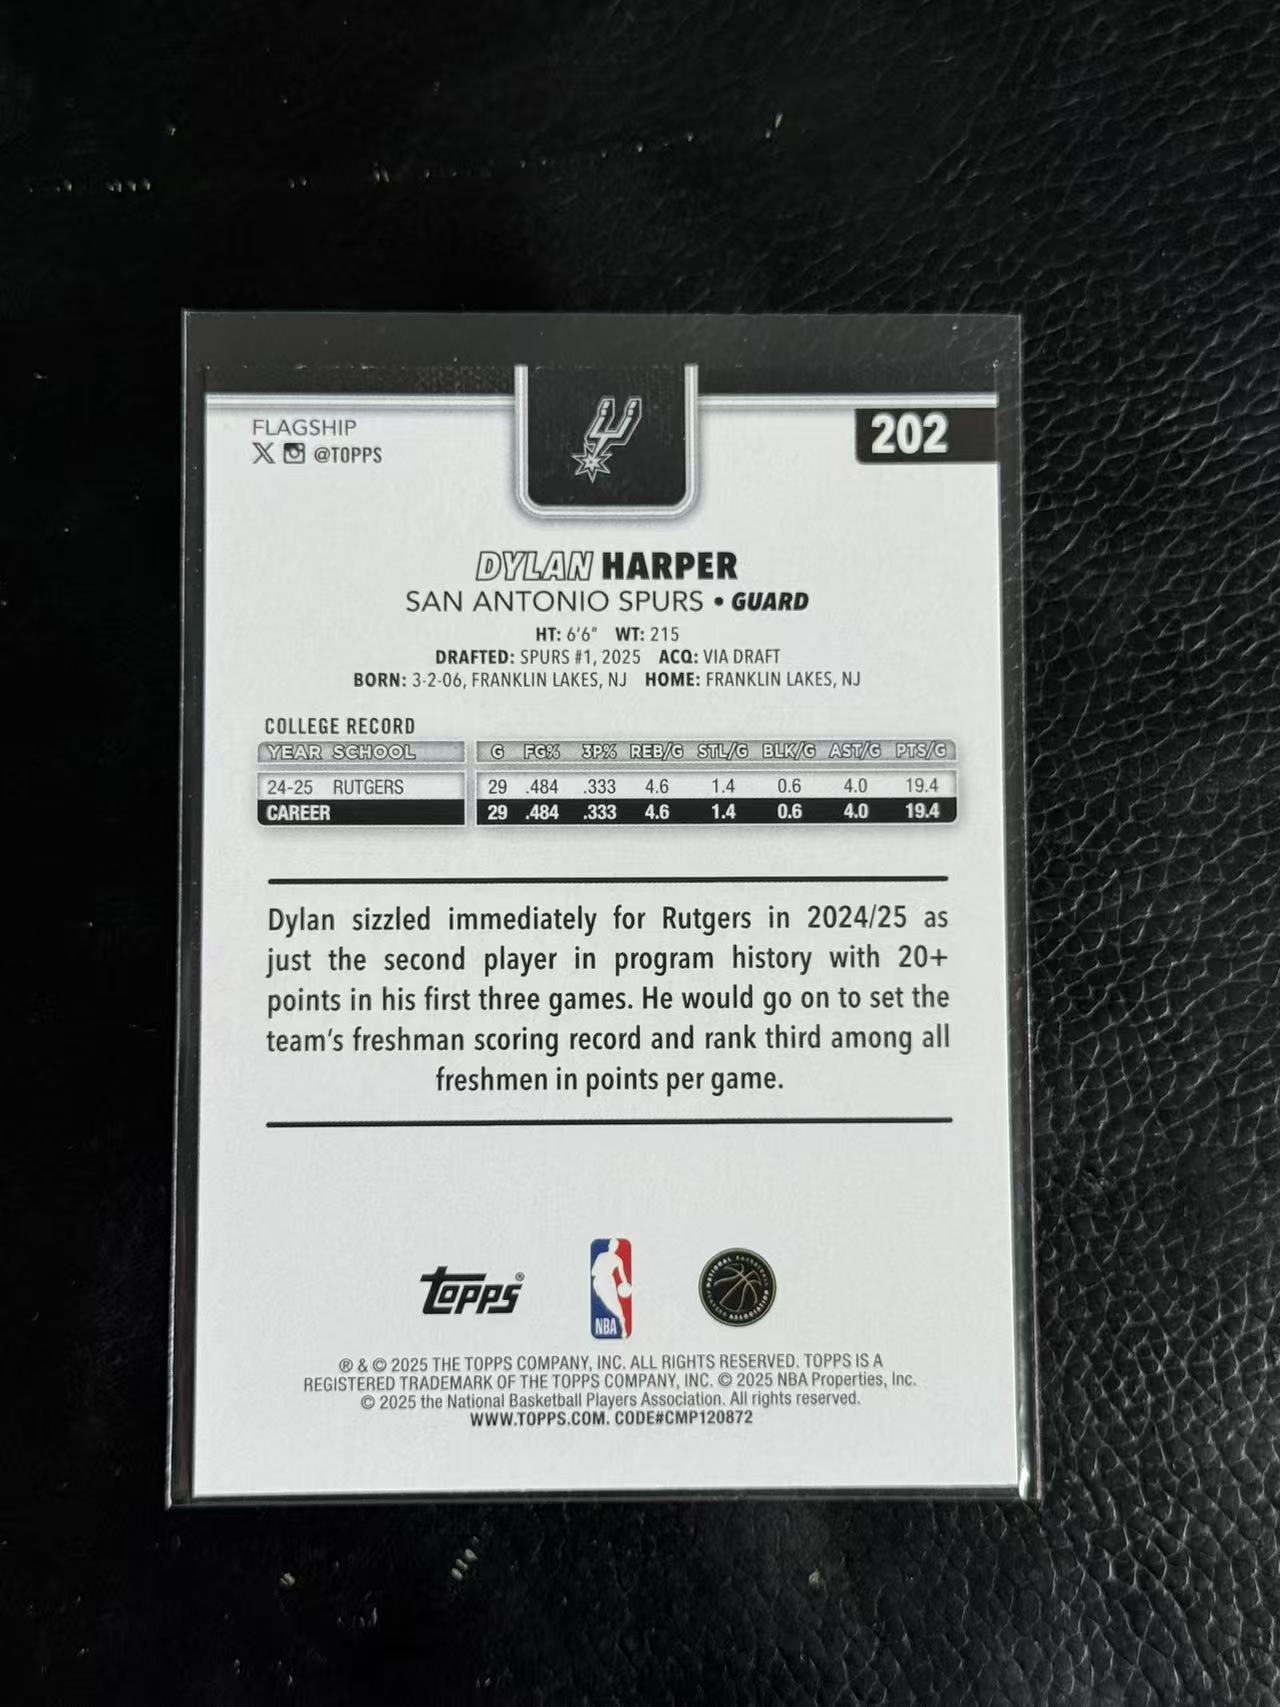 FLAGSHIP
X @TOPPS
202
DYLAN HARPER
SAN ANTONIO SPURS • GUARD
HT: 6'6" WT: 215
DRAFTED: SPURS #1, 2025 ACQ: VIA DRAFT
BORN: 3-2-06, FRANKLIN LAKES, NJ HOME: FRANKLIN LAKES, NJ
COLLEGE RECORD
YEAR SCHOOL G FG% 3P% REB/G STL/G BLK/G AST/G PTS/G
24-25 RUTGERS 29 .484 .333 4.6 1.4 0.6 4.0 19.4
CAREER 29 .484 .333 4.6 1.4 0.6 4.0 19.4
Dylan sizzled immediately for Rutgers in 2024/25 as
just the second player in program history with 20+
points in his first three games. He would go on to set the
team's freshman scoring record and rank third among all
freshmen in points per game.
Topps®
NBA
NATIONAL BASKETBALL PLAYERS ASSOCIATION
® & © 2025 THE TOPPS COMPANY, INC. ALL RIGHTS RESERVED. TOPPS IS A
REGISTERED TRADEMARK OF THE TOPPS COMPANY, INC. © 2025 NBA Properties, Inc.
© 2025 the National Basketball Players Association. All rights reserved.
WWW.TOPPS.COM. CODE#CMP120872